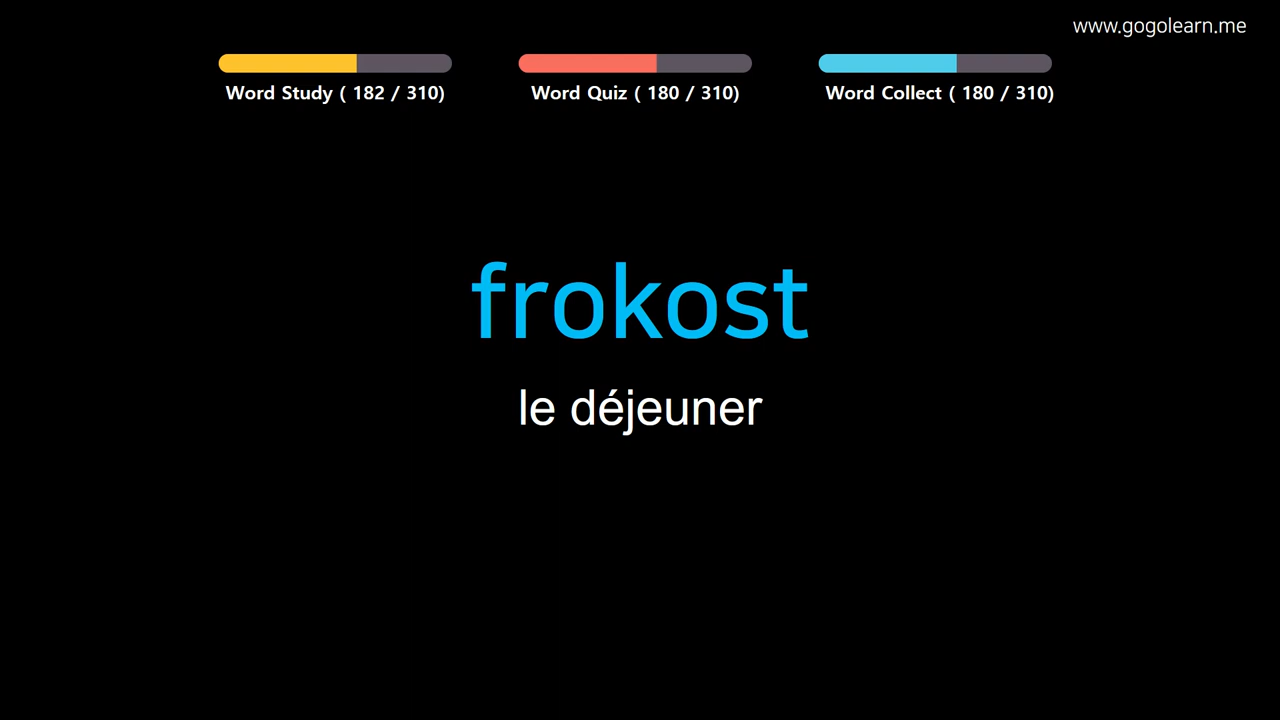 www.gogolearn.me
Word Study ( 182 / 310)
Word Quiz ( 180 / 310)
Word Collect ( 180 / 310)
frokost
le déjeuner